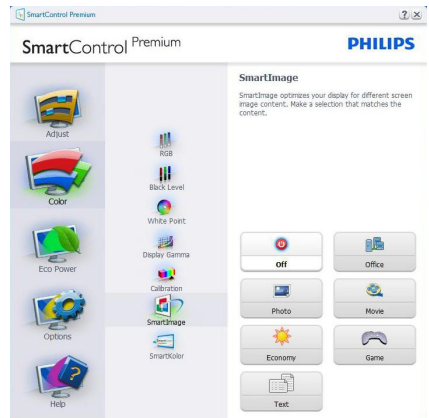 SmartControl Premium
SmartControl Premium
PHILIPS
Adjust
Color
Eco Power
Options
Help
RGB
Black Level
White Point
Display Gamma
Calibration
SmartImage
SmartKolor
SmartImage
SmartImage optimizes your display for different screen
image content. Make a selection that matches the
content.
Off
Office
Photo
Movie
Economy
Game
Text